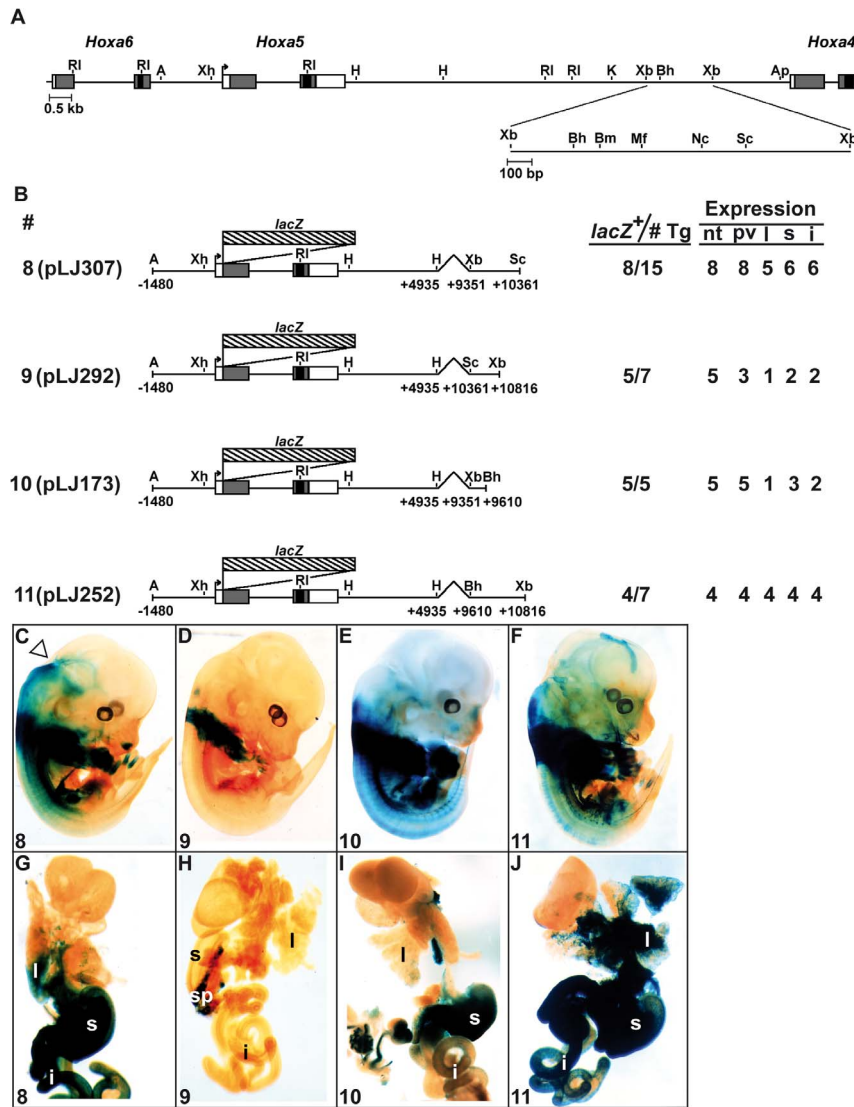 A
Hoxa6 Hoxa5 Hoxa4
RI RI A Xh RI H H RI RI K Xb Bh Xb Ap
0.5 kb
Xb Bh Bm Mf Nc Sc Xb
100 bp
B
#
lacZ+/# Tg
Expression
nt pv l s i
lacZ
A Xh RI H H Xb Sc
8 (pLJ307) 8/15 8 8 5 6 6
-1480 +4935 +9351 +10361
lacZ
A Xh RI H H Sc Xb
9 (pLJ292) 5/7 5 3 1 2 2
-1480 +4935 +10361 +10816
lacZ
A Xh RI H H Xb Bh
10 (pLJ173) 5/5 5 5 1 3 2
-1480 +4935 +9351 +9610
lacZ
A Xh RI H H Bh Xb
11 (pLJ252) 4/7 4 4 4 4 4
-1480 +4935 +9610 +10816
C D E F
8 9 10 11
G H I J
l s i
s sp l i
l s i
l s i
8 9 10 11